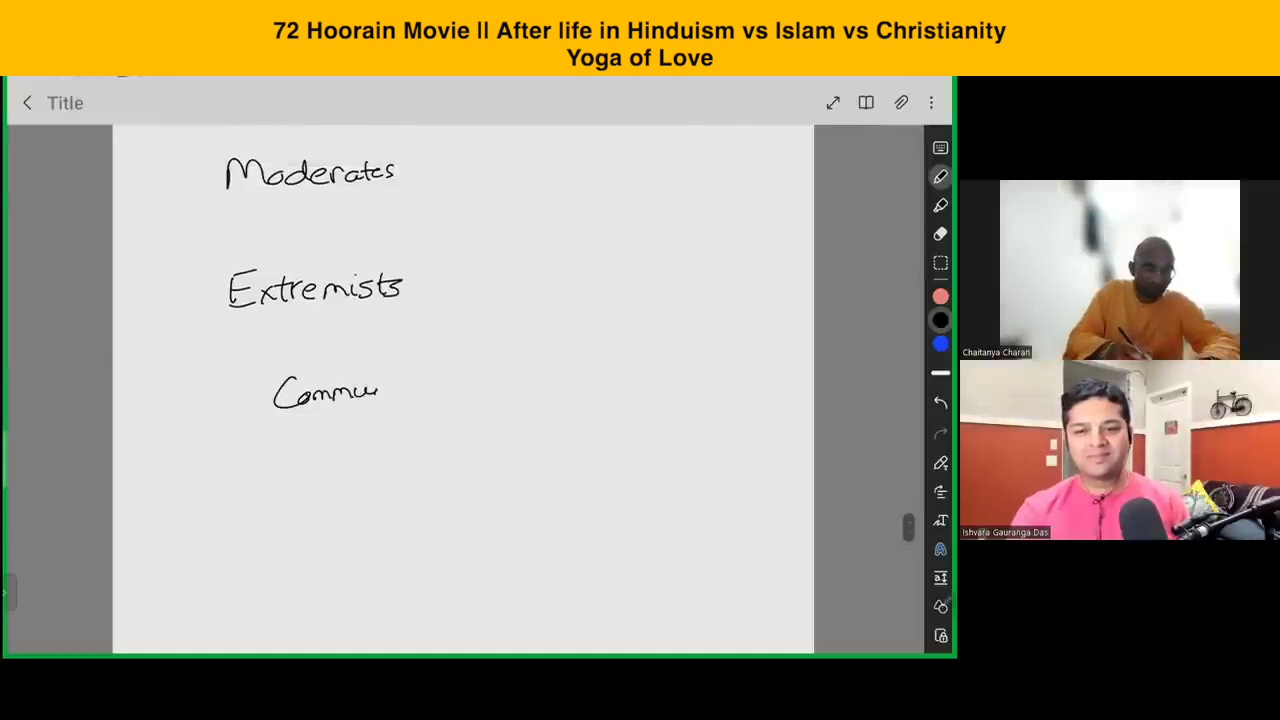 72 Hoorain Movie ll After life in Hinduism vs Islam vs Christianity
Yoga of Love
Title
Moderates
Extremists
Commu
Chaitanya Charan
Ishvara Gauranga Das